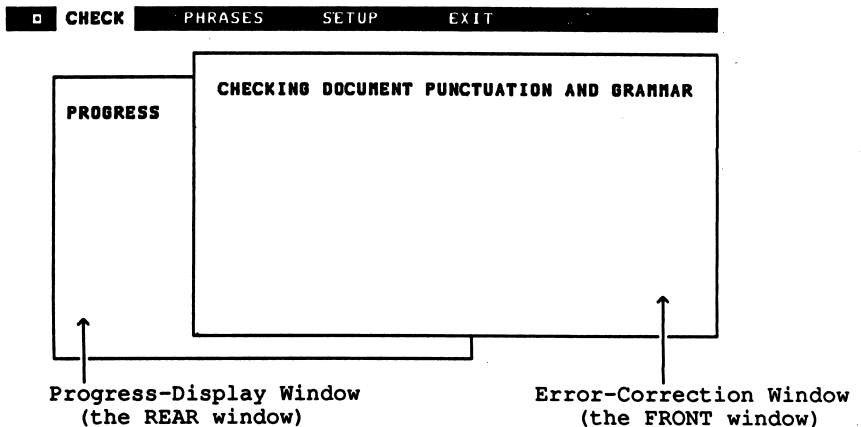 CHECK PHRASES SETUP EXIT
CHECKING DOCUMENT PUNCTUATION AND GRAMMAR
PROGRESS
Progress-Display Window
(the REAR window)
Error-Correction Window
(the FRONT window)